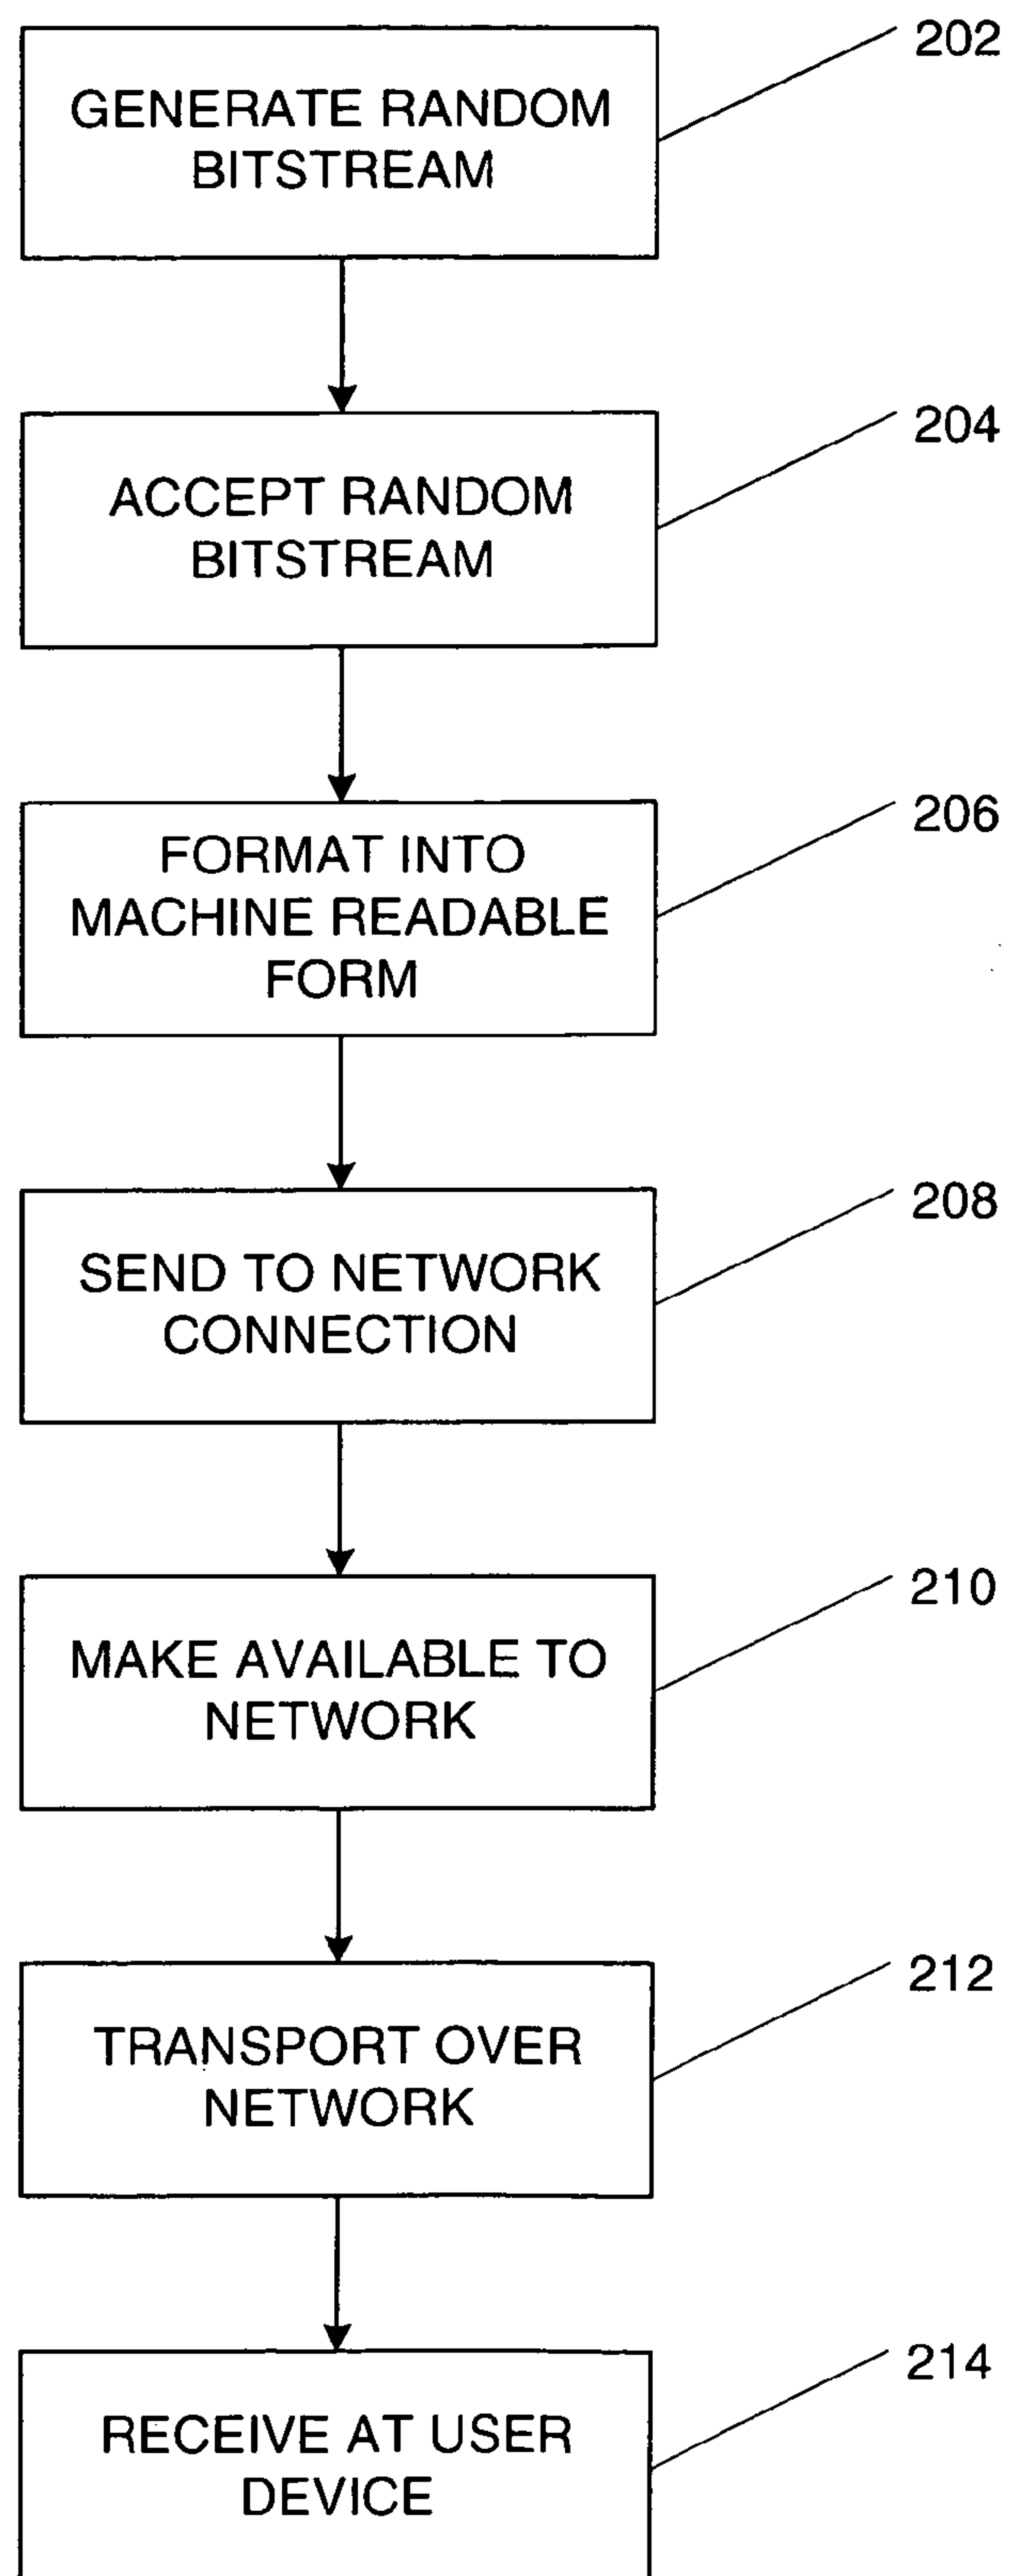 202
GENERATE RANDOM
BITSTREAM
204
ACCEPT RANDOM
BITSTREAM
206
FORMAT INTO
MACHINE READABLE
FORM
208
SEND TO NETWORK
CONNECTION
210
MAKE AVAILABLE TO
NETWORK
212
TRANSPORT OVER
NETWORK
214
RECEIVE AT USER
DEVICE